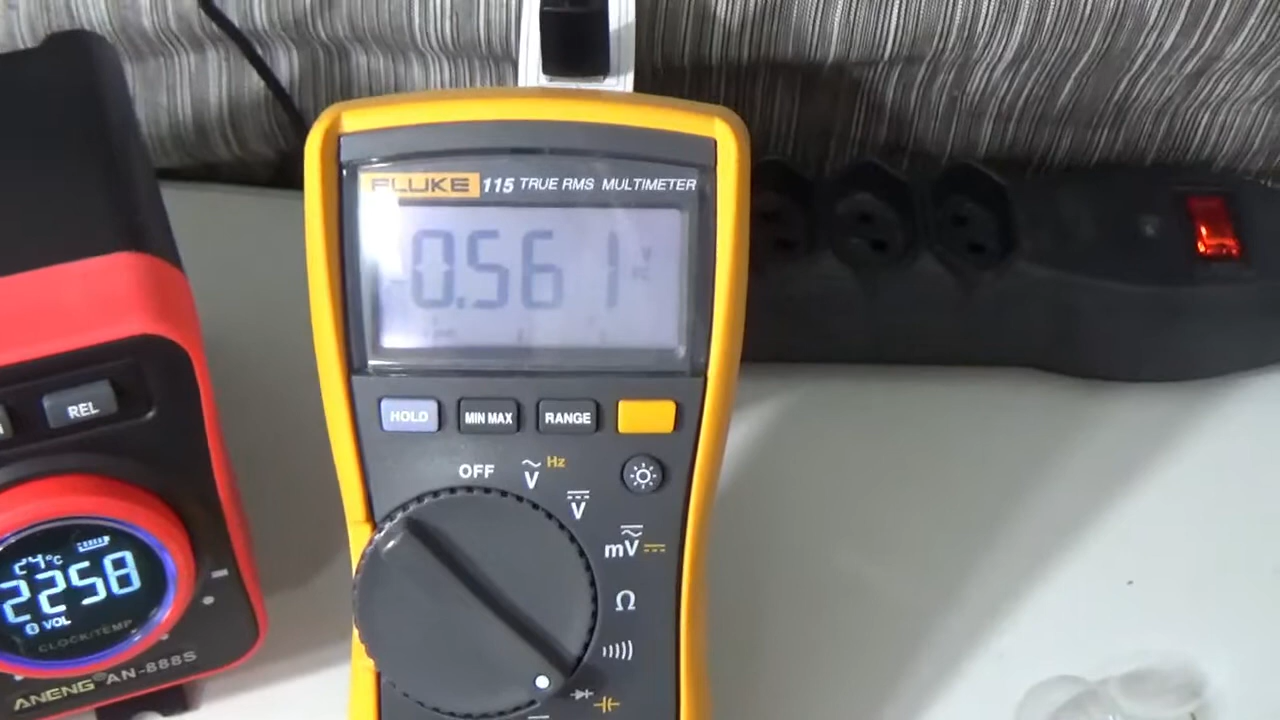 FLUKE 115 TRUE RMS MULTIMETER
0.561 V
DC
HOLD MIN MAX RANGE
OFF
V Hz
V
mV
Ω
REL
24°C
2258
VOL
CLOCK/TEMP
ANENG® AN-888S